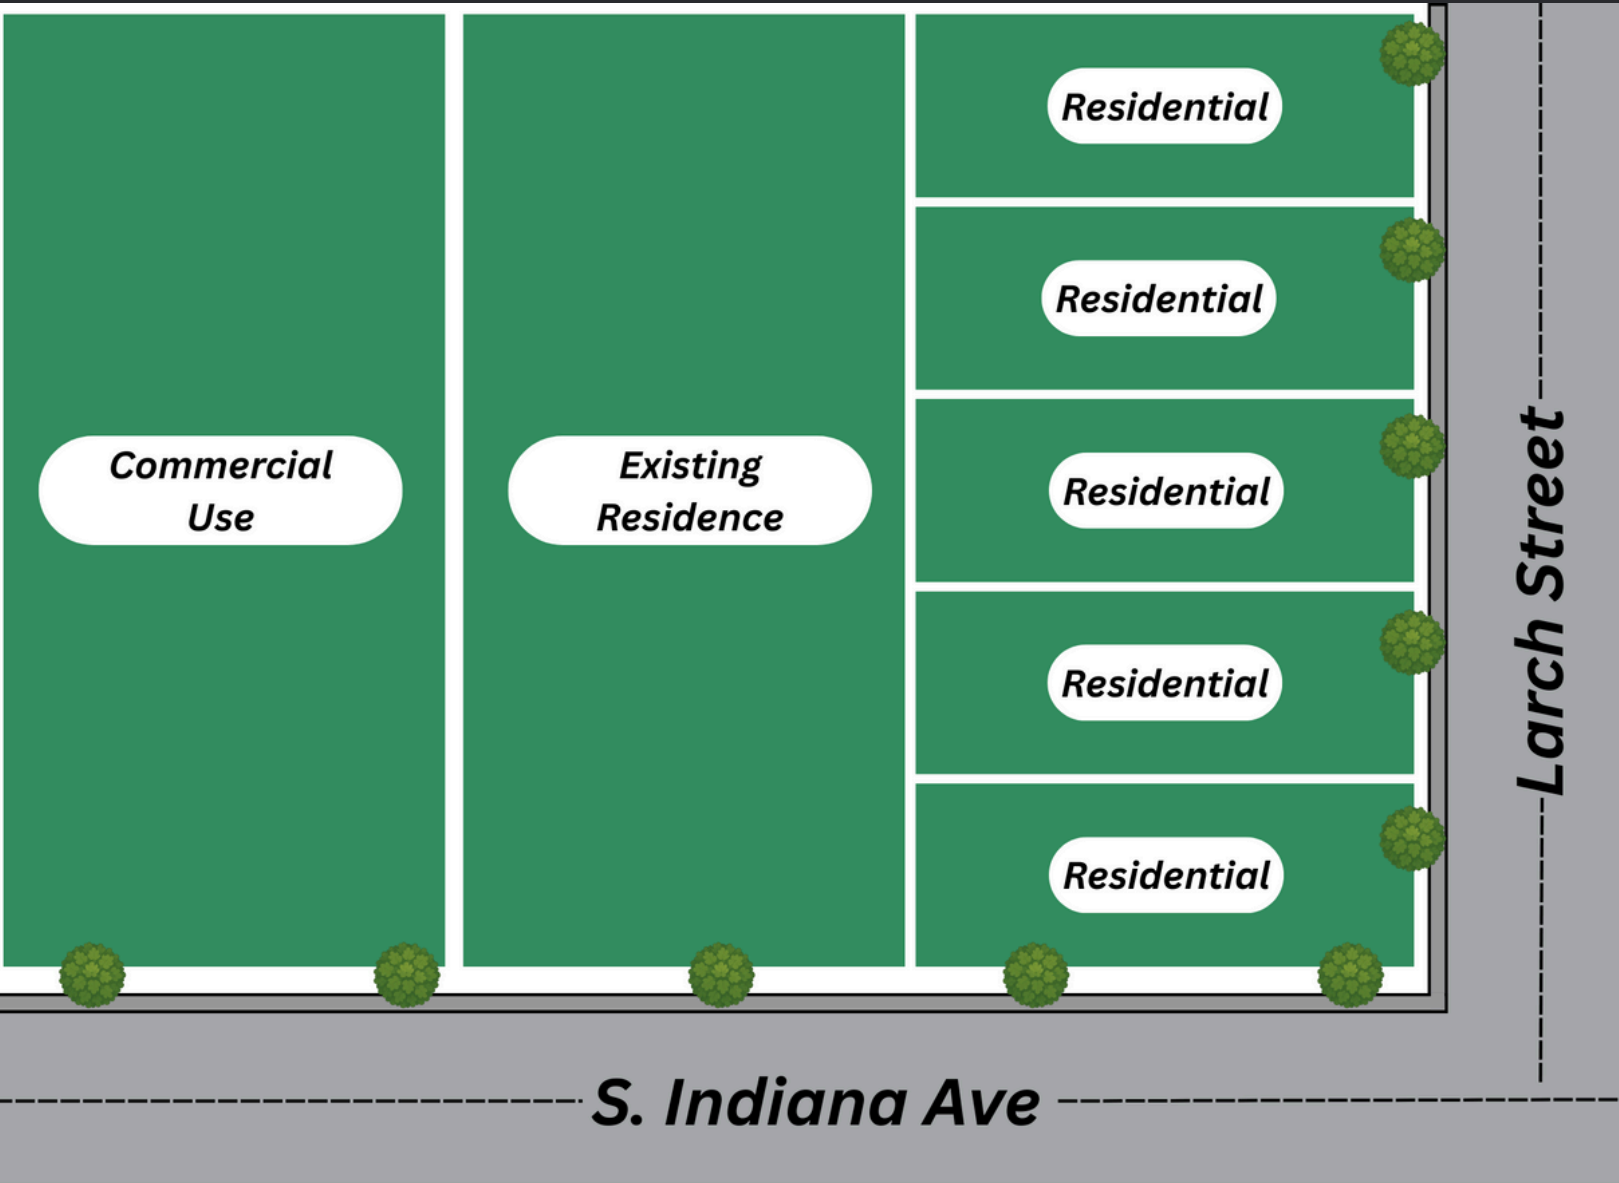 Residential
Residential
Commercial
Use
Existing
Residence
Residential
Residential
Residential
Larch Street
S. Indiana Ave